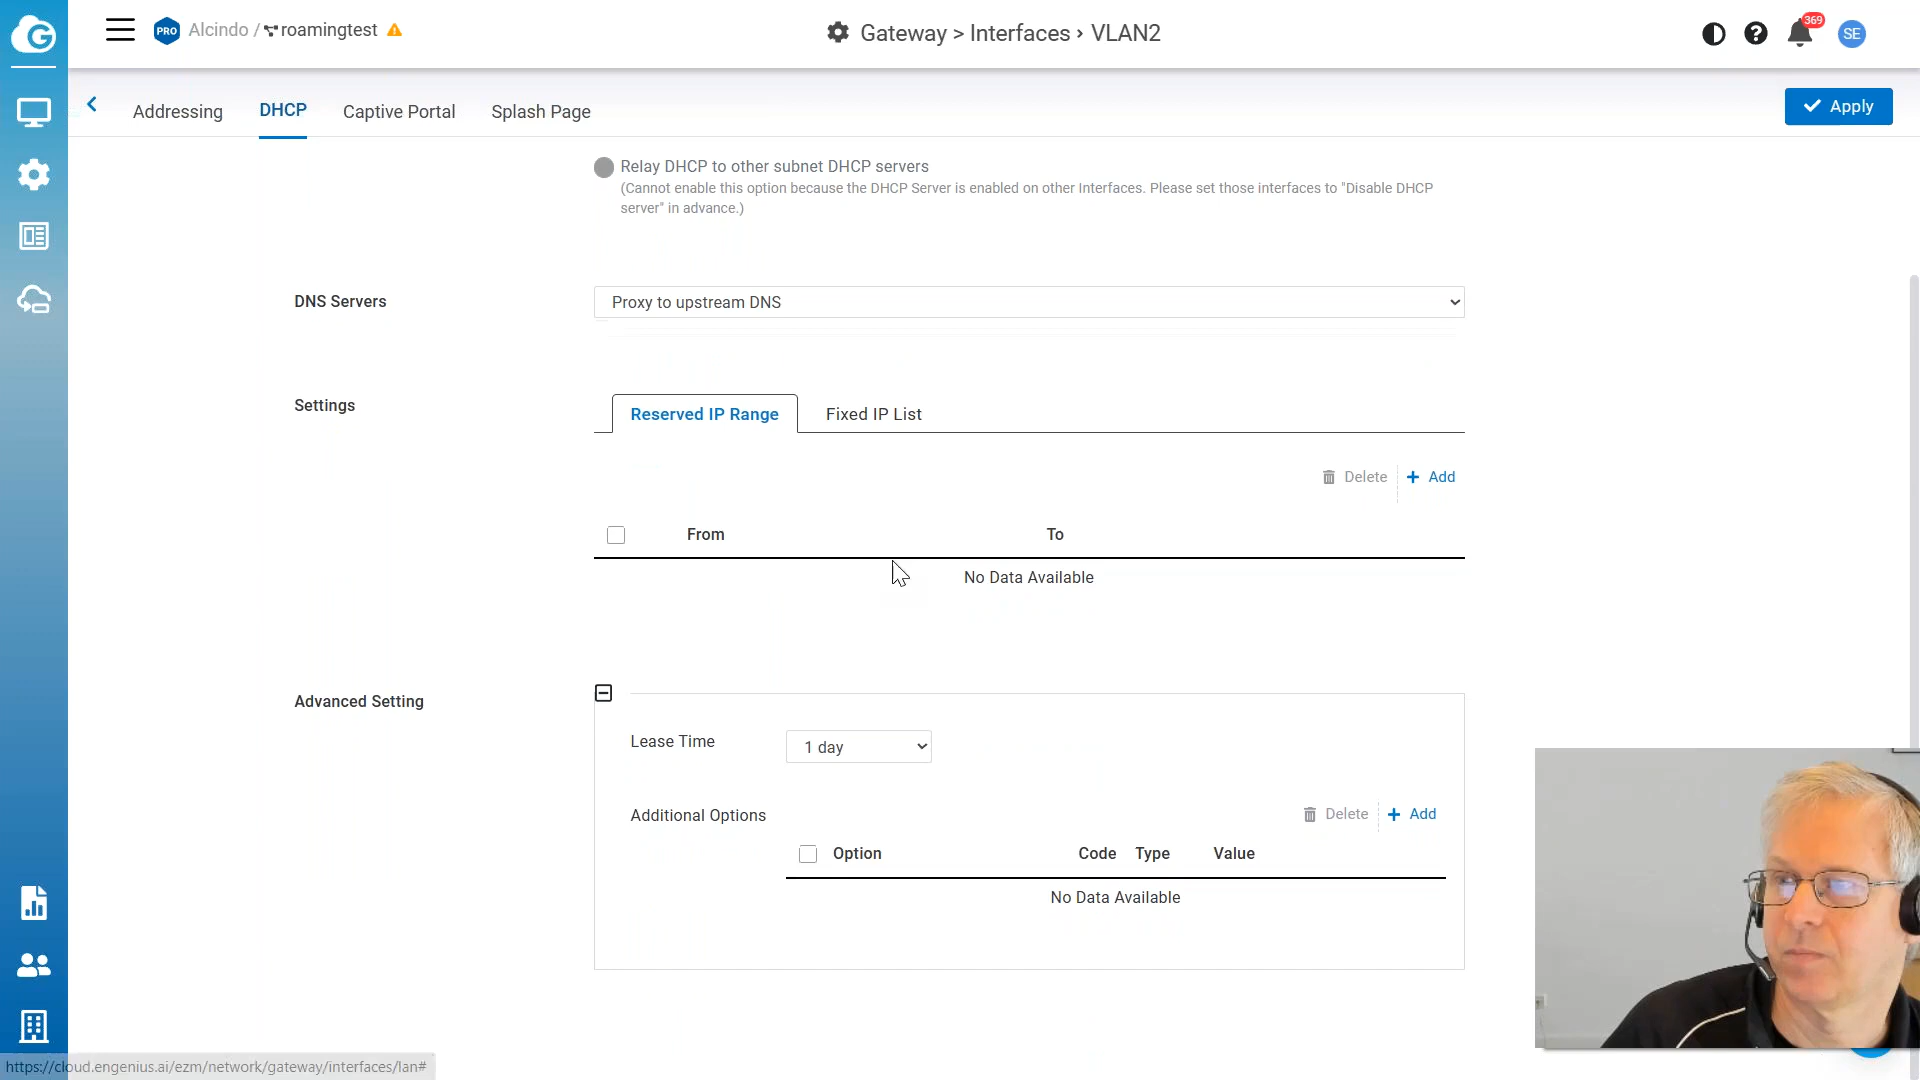 PRO Alcindo / roamingtest
Gateway > Interfaces › VLAN2
369
SE
Addressing DHCP Captive Portal Splash Page
Apply
Relay DHCP to other subnet DHCP servers
(Cannot enable this option because the DHCP Server is enabled on other Interfaces. Please set those interfaces to "Disable DHCP
server" in advance.)
DNS Servers
Proxy to upstream DNS
Settings
Reserved IP Range Fixed IP List
Delete + Add
From To
No Data Available
Advanced Setting
Lease Time 1 day
Additional Options
Delete + Add
Option Code Type Value
No Data Available
https://cloud.engenius.ai/ezm/network/gateway/interfaces/lan#